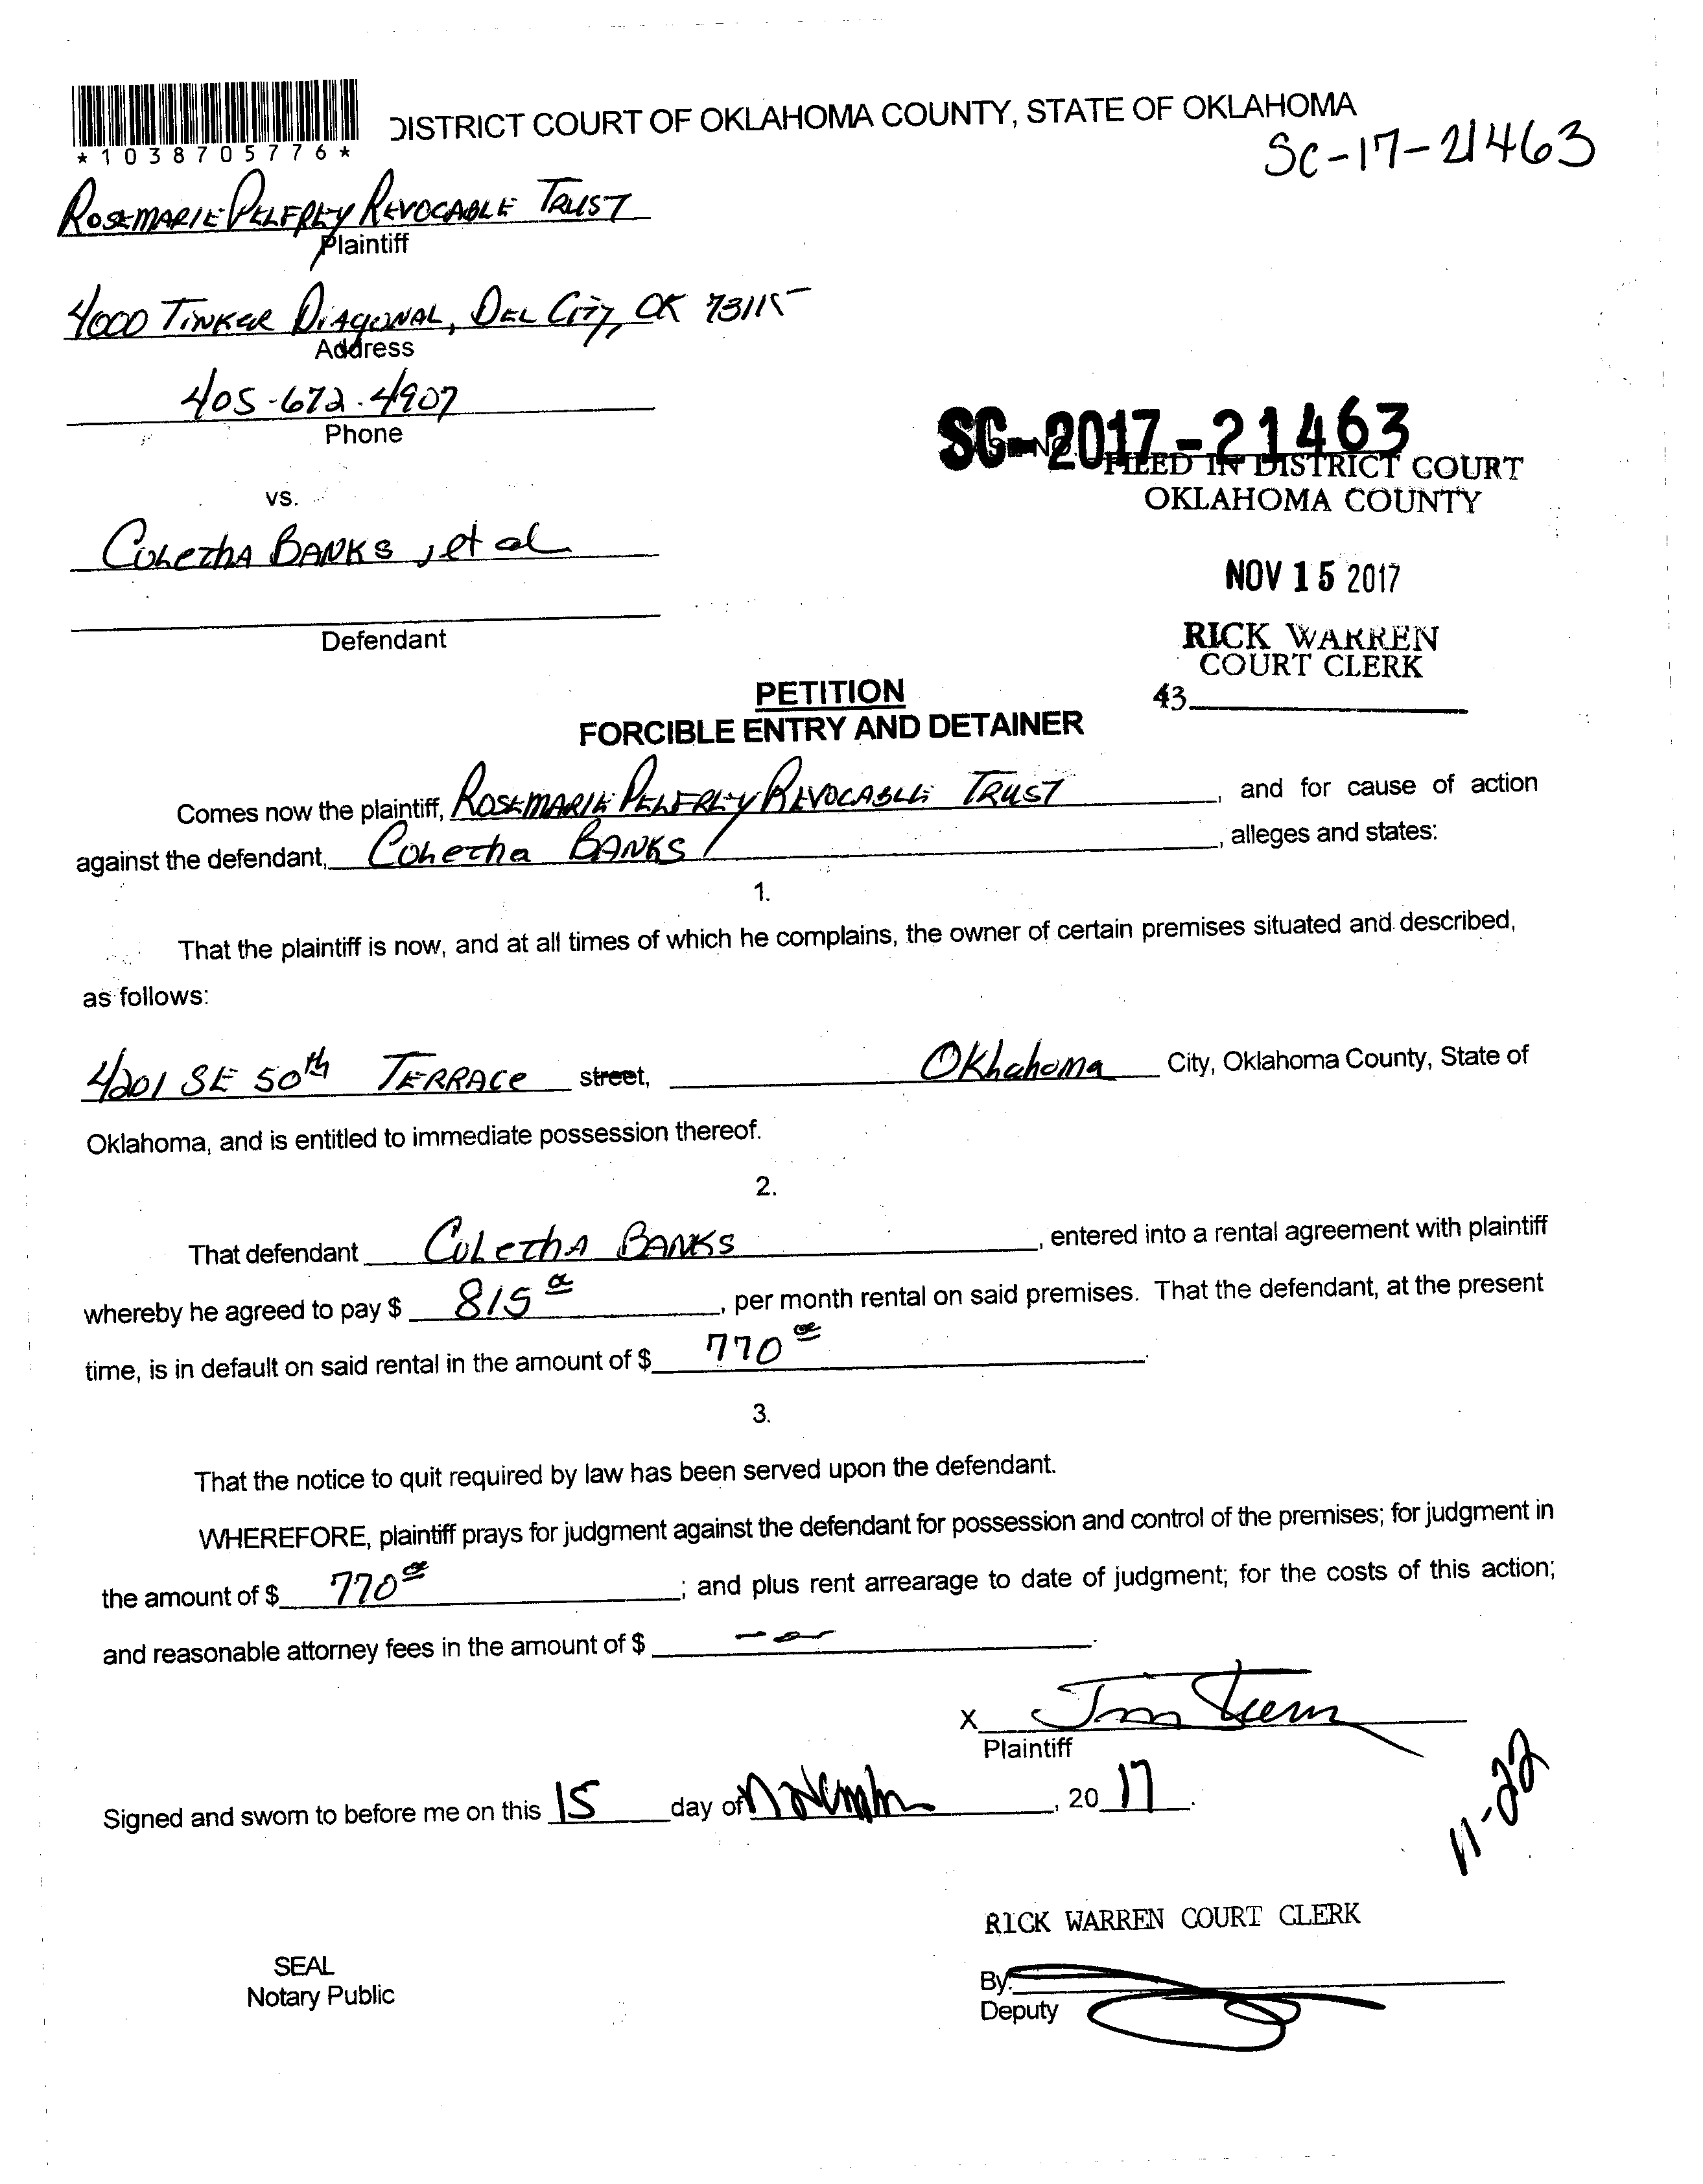 *1038705776*
DISTRICT COURT OF OKLAHOMA COUNTY, STATE OF OKLAHOMA
SC-17-21463
ROSEMARIE PELFREY REVOCABLE TRUST
Plaintiff
4000 TINKER DIAGONAL, DEL CITY, OK 73115
Address
405-672-4907
Phone
SC-2017-21463
FILED IN DISTRICT COURT
OKLAHOMA COUNTY
vs.
COLETHA BANKS, et al
NOV 15 2017
Defendant
RICK WARREN
COURT CLERK
43
PETITION
FORCIBLE ENTRY AND DETAINER
Comes now the plaintiff, ROSEMARIE PELFREY REVOCABLE TRUST, and for cause of action
against the defendant, Coletha BANKS, alleges and states:
1.
That the plaintiff is now, and at all times of which he complains, the owner of certain premises situated and described,
as follows:
4201 SE 50th TERRACE street, Oklahoma City, Oklahoma County, State of
Oklahoma, and is entitled to immediate possession thereof.
2.
That defendant COLETHA BANKS, entered into a rental agreement with plaintiff
whereby he agreed to pay $ 815 00, per month rental on said premises. That the defendant, at the present
time, is in default on said rental in the amount of $ 770 00.
3.
That the notice to quit required by law has been served upon the defendant.
WHEREFORE, plaintiff prays for judgment against the defendant for possession and control of the premises; for judgment in
the amount of $ 770 00; and plus rent arrearage to date of judgment; for the costs of this action;
and reasonable attorney fees in the amount of $ -0-.
X
Plaintiff
Signed and sworn to before me on this 15 day of November, 20 17.
11-22
RICK WARREN COURT CLERK
SEAL
Notary Public
By:
Deputy